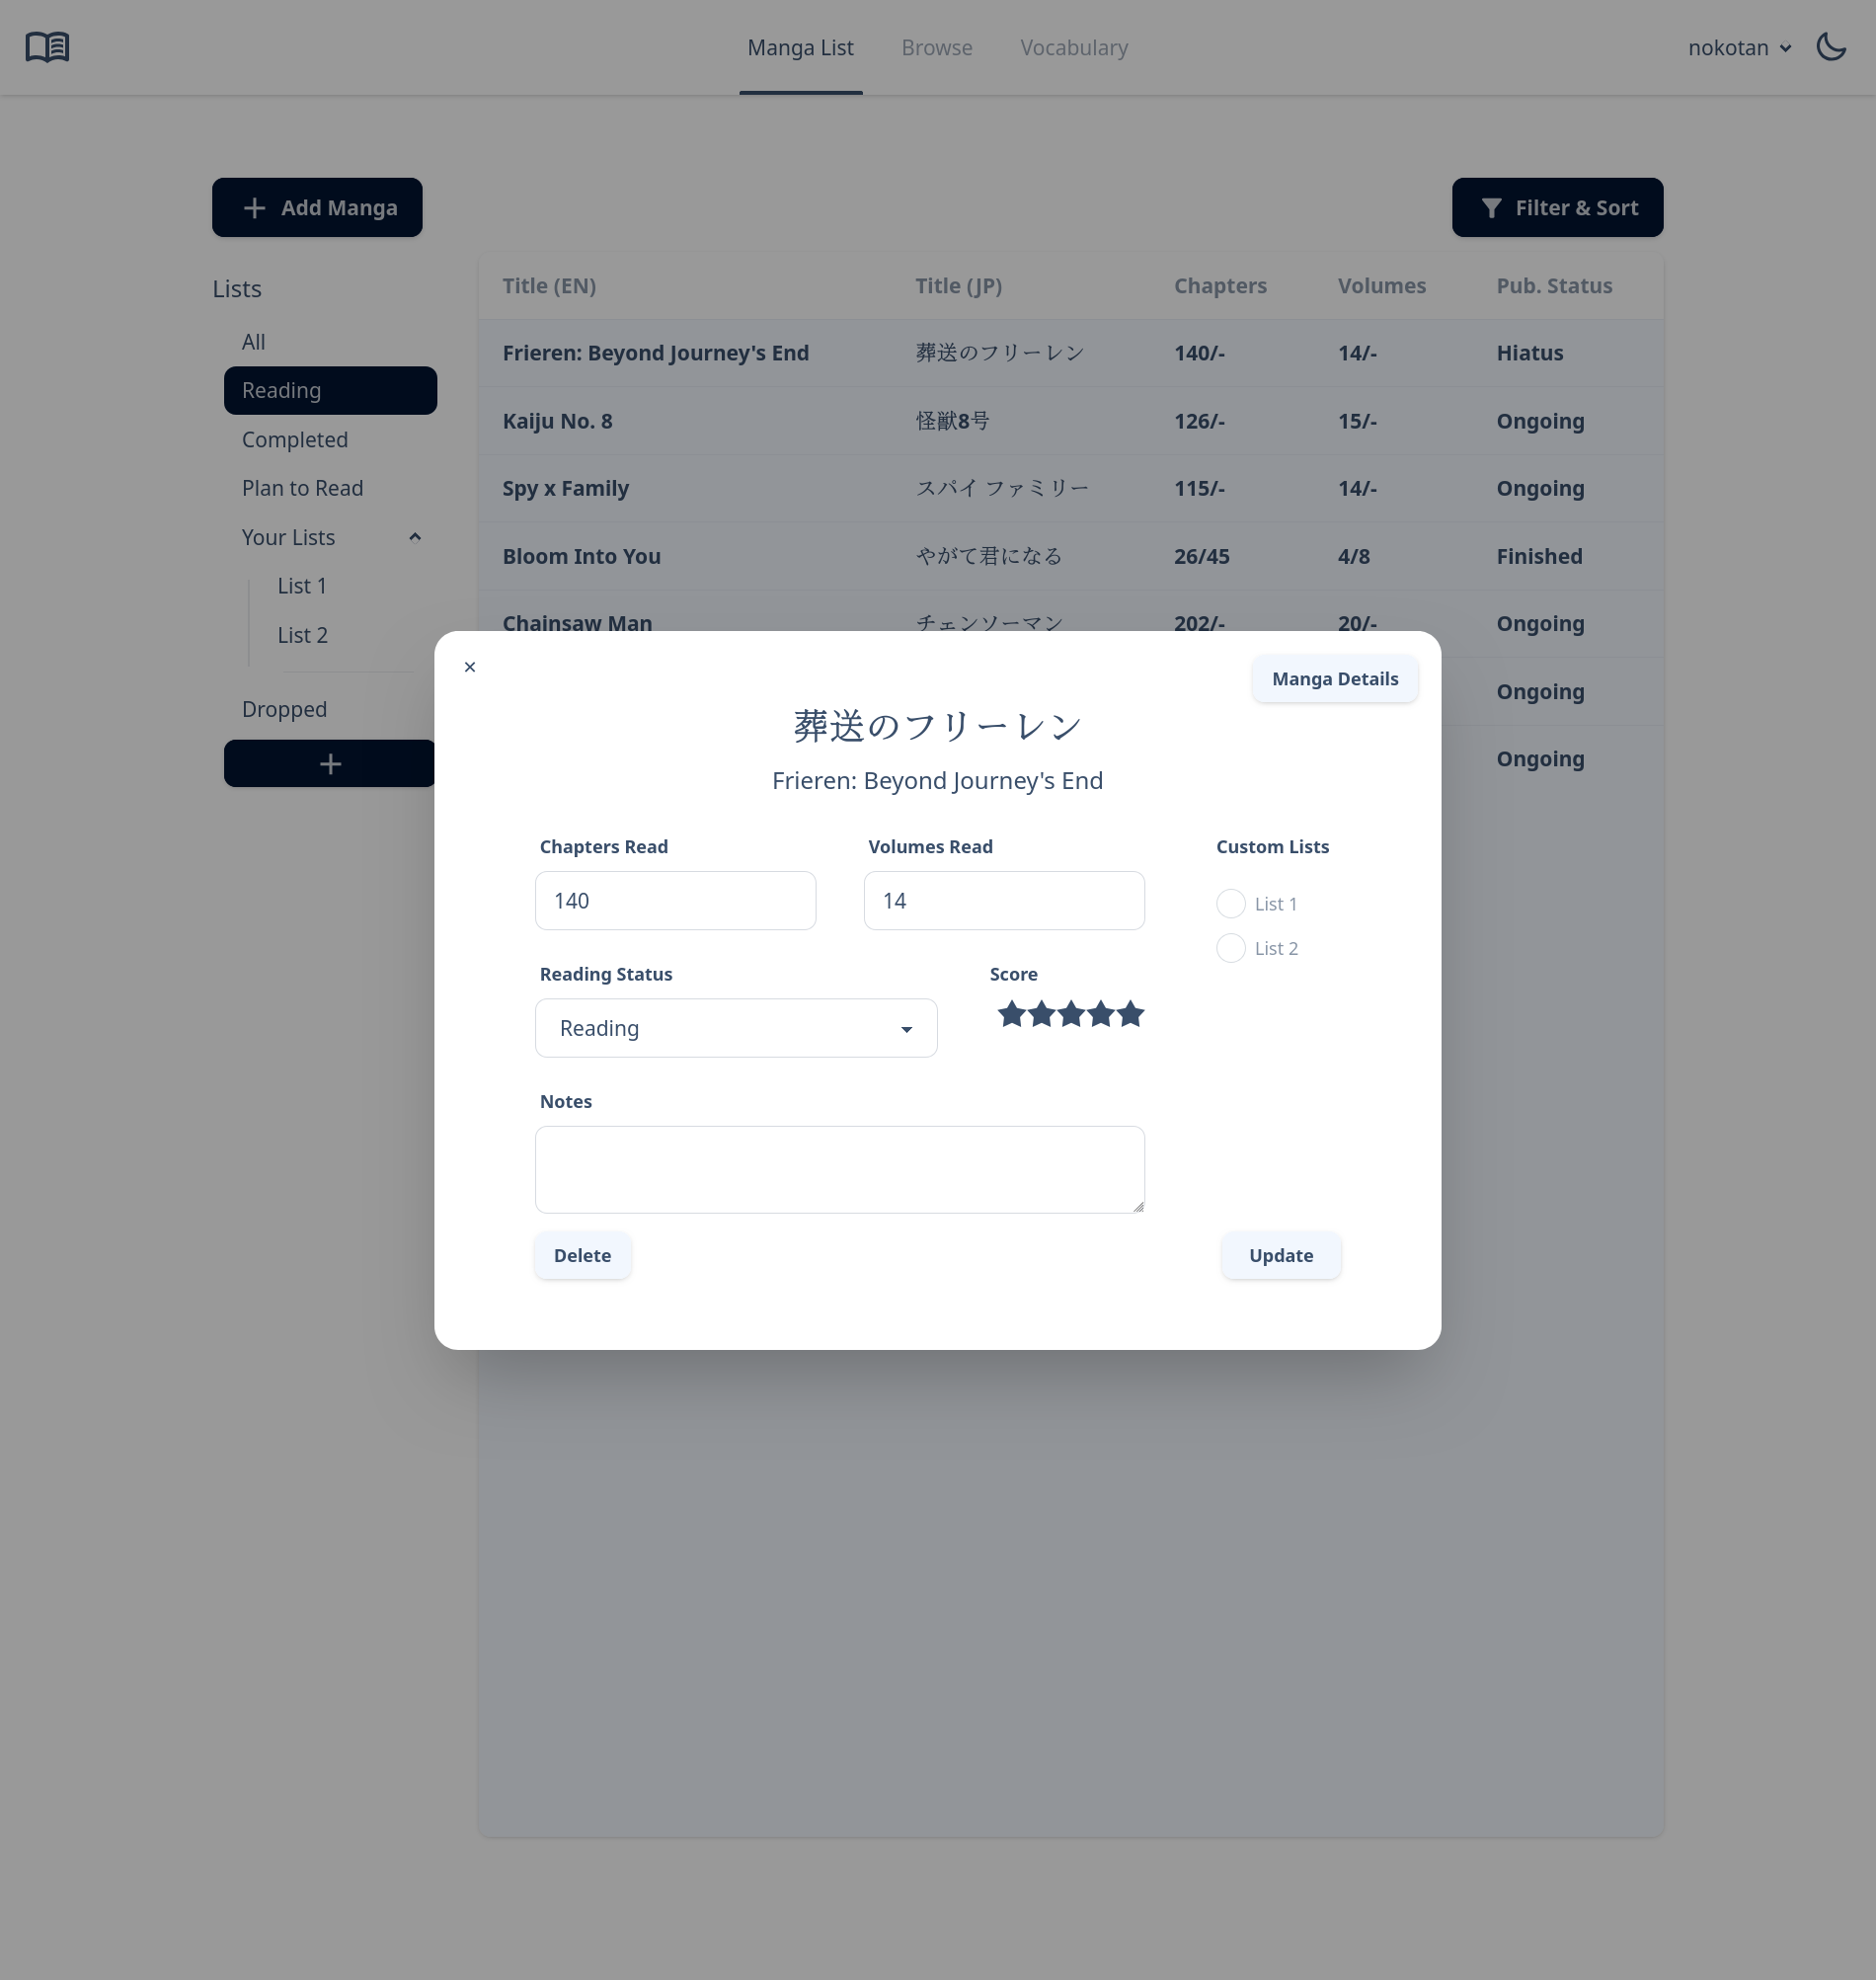 Manga List Browse Vocabulary nokotan
Add Manga Filter & Sort
Lists
All
Reading
Completed
Plan to Read
Your Lists
List 1
List 2
Dropped
Title (EN) Title (JP) Chapters Volumes Pub. Status
Frieren: Beyond Journey's End 葬送のフリーレン 140/- 14/- Hiatus
Kaiju No. 8 怪獣8号 126/- 15/- Ongoing
Spy x Family スパイ ファミリー 115/- 14/- Ongoing
Bloom Into You やがて君になる 26/45 4/8 Finished
Chainsaw Man チェンソーマン 202/- 20/- Ongoing
Ongoing
Ongoing
Manga Details
葬送のフリーレン
Frieren: Beyond Journey's End
Chapters Read Volumes Read Custom Lists
140 14
List 1
List 2
Reading Status Score
Reading
Notes
Delete Update